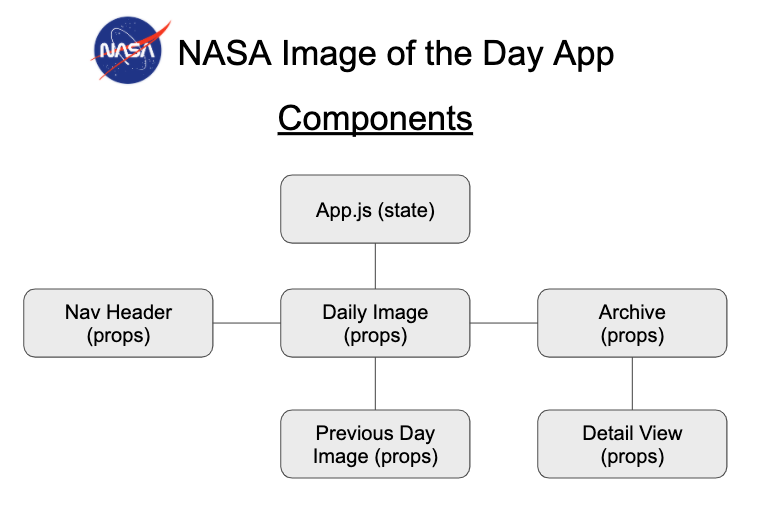 NASA
NASA Image of the Day App
Components
App.js (state)
Nav Header
(props)
Daily Image
(props)
Archive
(props)
Previous Day
Image (props)
Detail View
(props)